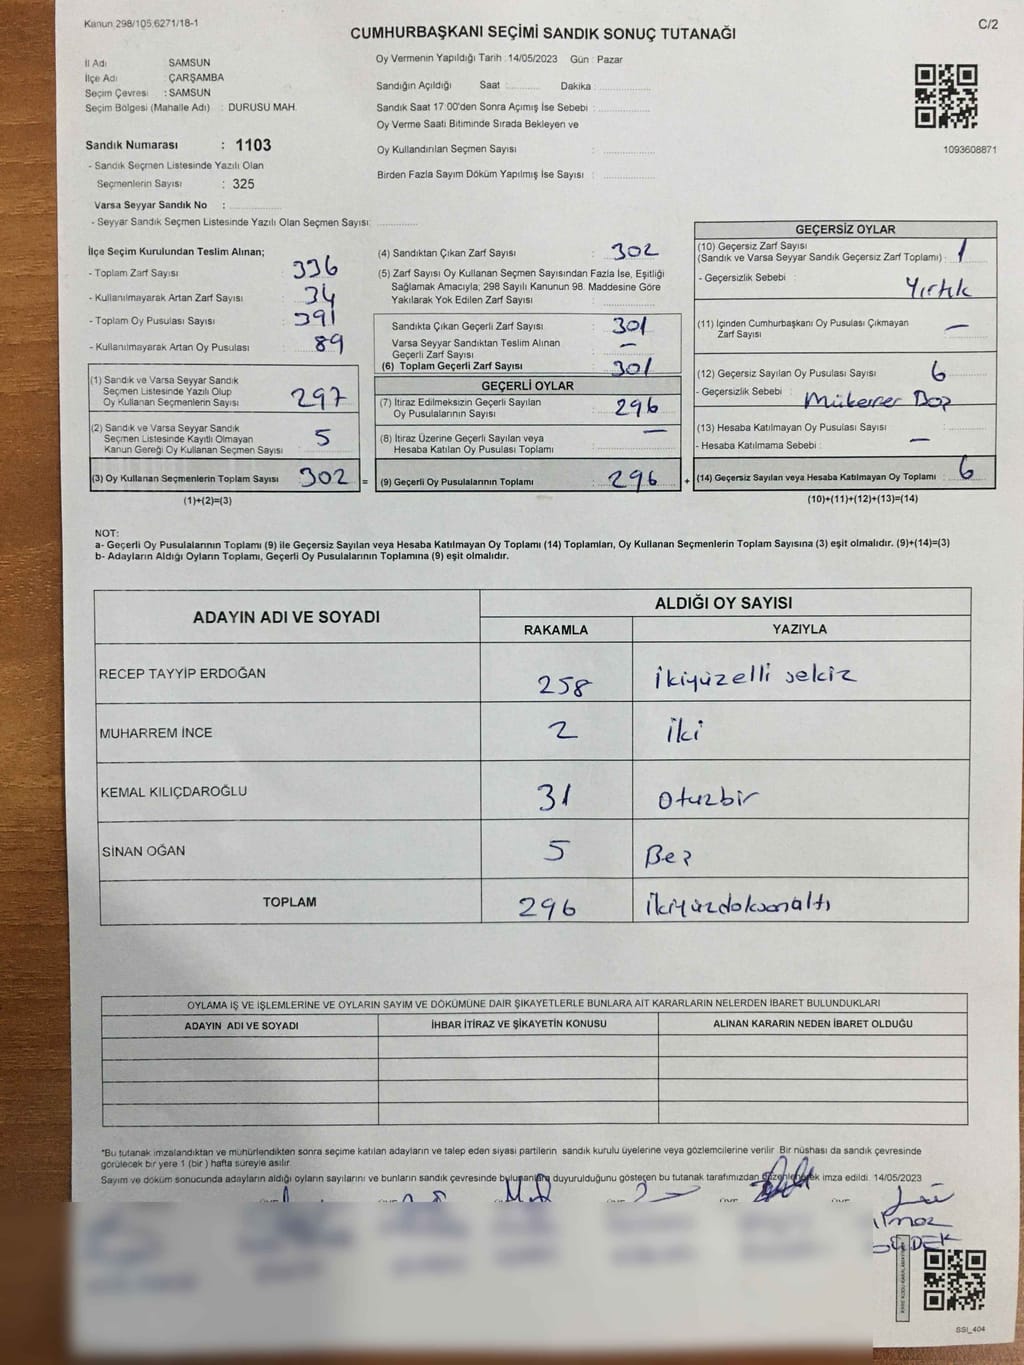 Kanun 298/105.6271/18-1
C/2
CUMHURBAŞKANI SEÇİMİ SANDIK SONUÇ TUTANAĞI
İl Adı SAMSUN
İlçe Adı : ÇARŞAMBA
Seçim Çevresi : SAMSUN
Seçim Bölgesi (Mahalle Adı) : DURUSU MAH.
Sandık Numarası : 1103
- Sandık Seçmen Listesinde Yazılı Olan
Seçmenlerin Sayısı : 325
Varsa Seyyar Sandık No :
- Seyyar Sandık Seçmen Listesinde Yazılı Olan Seçmen Sayısı:
Oy Vermenin Yapıldığı Tarih : 14/05/2023 Gün : Pazar
Sandığın Açıldığı Saat : Dakika :
Sandık Saat 17:00'den Sonra Açımış İse Sebebi :
Oy Verme Saati Bitiminde Sırada Bekleyen ve
Oy Kullandırılan Seçmen Sayısı :
Birden Fazla Sayım Döküm Yapılmış İse Sayısı :
1093608871
İlçe Seçim Kurulundan Teslim Alınan;
- Toplam Zarf Sayısı : 336
- Kullanılmayarak Artan Zarf Sayısı : 34
- Toplam Oy Pusulası Sayısı : 391
- Kullanılmayarak Artan Oy Pusulası : 89
(1) Sandık ve Varsa Seyyar Sandık
Seçmen Listesinde Yazılı Olup
Oy Kullanan Seçmenlerin Sayısı : 297
(2) Sandık ve Varsa Seyyar Sandık
Seçmen Listesinde Kayıtlı Olmayan
Kanun Gereği Oy Kullanan Seçmen Sayısı : 5
(3) Oy Kullanan Seçmenlerin Toplam Sayısı : 302 =
(1)+(2)=(3)
(4) Sandıktan Çıkan Zarf Sayısı : 302
(5) Zarf Sayısı Oy Kullanan Seçmen Sayısından Fazla İse, Eşitliği
Sağlamak Amacıyla; 298 Sayılı Kanunun 98. Maddesine Göre
Yakılarak Yok Edilen Zarf Sayısı :
Sandıkta Çıkan Geçerli Zarf Sayısı : 301
Varsa Seyyar Sandıktan Teslim Alınan
Geçerli Zarf Sayısı : —
(6) Toplam Geçerli Zarf Sayısı : 301
GEÇERLİ OYLAR
(7) İtiraz Edilmeksizin Geçerli Sayılan
Oy Pusulalarının Sayısı : 296
(8) İtiraz Üzerine Geçerli Sayılan veya
Hesaba Katılan Oy Pusulası Toplamı : —
(9) Geçerli Oy Pusulalarının Toplamı : 296 +
GEÇERSİZ OYLAR
(10) Geçersiz Zarf Sayısı
(Sandık ve Varsa Seyyar Sandık Geçersiz Zarf Toplamı) : 1
- Geçersizlik Sebebi : Yırtık
(11) İçinden Cumhurbaşkanı Oy Pusulası Çıkmayan
Zarf Sayısı : —
(12) Geçersiz Sayılan Oy Pusulası Sayısı : 6
- Geçersizlik Sebebi :
(13) Hesaba Katılmayan Oy Pusulası Sayısı :
- Hesaba Katılmama Sebebi : —
(14) Geçersiz Sayılan veya Hesaba Katılmayan Oy Toplamı : 6
(10)+(11)+(12)+(13)=(14)
NOT:
a- Geçerli Oy Pusulalarının Toplamı (9) ile Geçersiz Sayılan veya Hesaba Katılmayan Oy Toplamı (14) Toplamları, Oy Kullanan Seçmenlerin Toplam Sayısına (3) eşit olmalıdır. (9)+(14)=(3)
b- Adayların Aldığı Oyların Toplamı, Geçerli Oy Pusulalarının Toplamına (9) eşit olmalıdır.
ADAYIN ADI VE SOYADI
ALDIĞI OY SAYISI
RAKAMLA YAZIYLA
RECEP TAYYİP ERDOĞAN 258 İkiyüzelli sekiz
MUHARREM İNCE 2 İki
KEMAL KILIÇDAROĞLU 31 Otuzbir
SİNAN OĞAN 5 Beş
TOPLAM 296 İkiyüzdoksanaltı
OYLAMA İŞ VE İŞLEMLERİNE VE OYLARIN SAYIM VE DÖKÜMÜNE DAİR ŞİKAYETLERLE BUNLARA AİT KARARLARIN NELERDEN İBARET BULUNDUKLARI
ADAYIN ADI VE SOYADI İHBAR İTİRAZ VE ŞİKAYETİN KONUSU ALINAN KARARIN NEDEN İBARET OLDUĞU
*Bu tutanak imzalandıktan ve mühürlendikten sonra seçime katılan adayların ve talep eden siyasi partilerin sandık kurulu üyelerine veya gözlemcilerine verilir. Bir nüshası da sandık çevresinde
görülecek bir yere 1 (bir) hafta süreyle asılır.
Sayım ve döküm sonucunda adayların aldığı oyların sayılarını ve bunların sandık çevresinde bulunanlara duyurulduğunu gösteren bu tutanak tarafımızdan düzenlenerek imza edildi. 14/05/2023
SSI_404